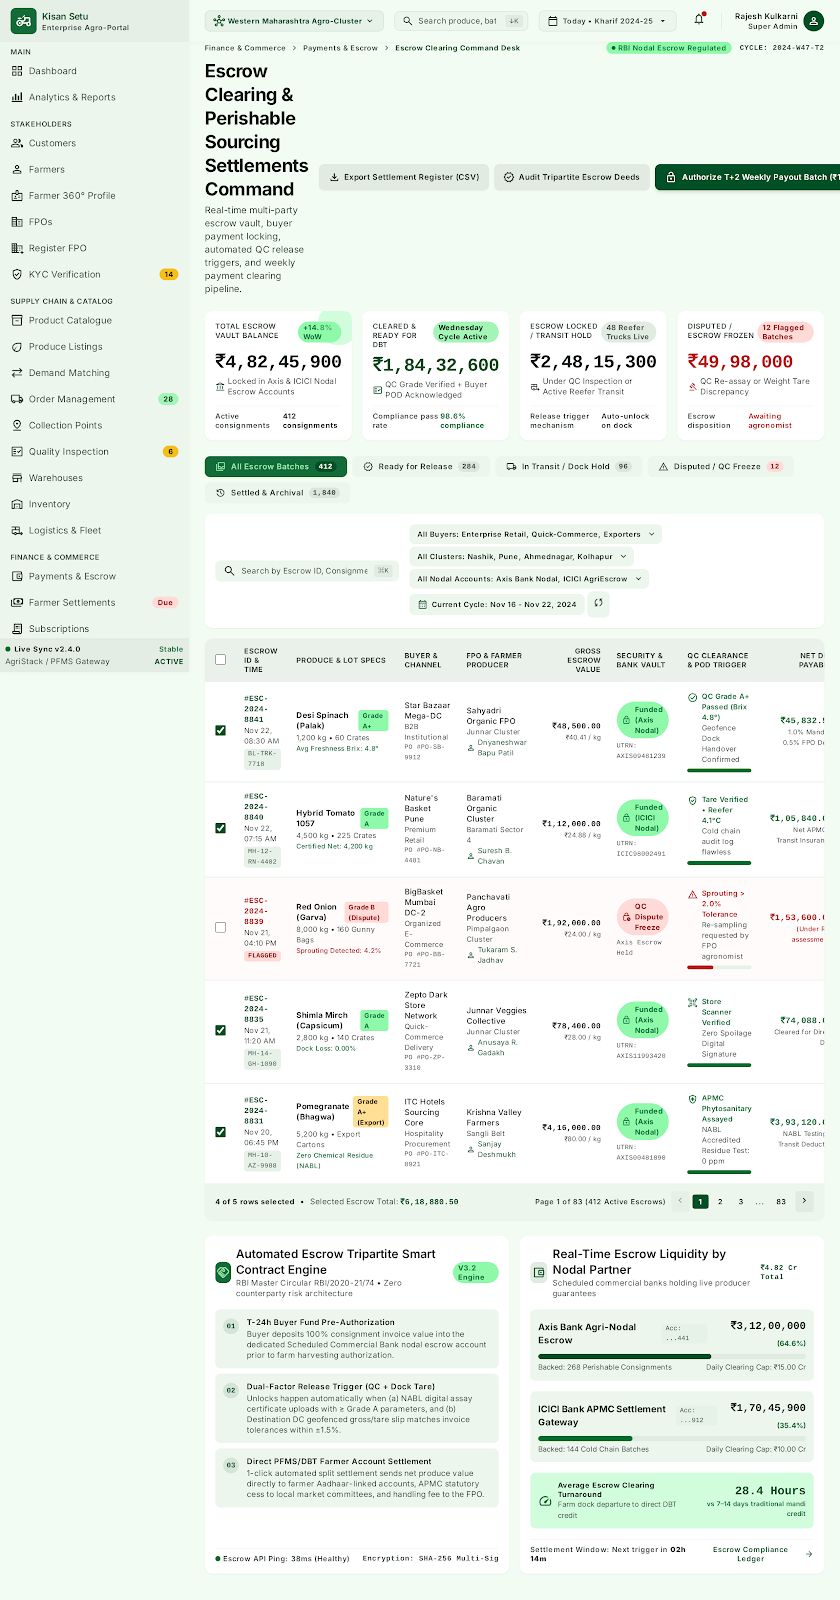 Kisan Setu
Enterprise Agro-Portal
MAIN
Dashboard
Analytics & Reports
STAKEHOLDERS
Customers
Farmers
Farmer 360° Profile
FPOs
Register FPO
KYC Verification 14
SUPPLY CHAIN & CATALOG
Product Catalogue
Produce Listings
Demand Matching
Order Management 28
Collection Points
Quality Inspection 6
Warehouses
Inventory
Logistics & Fleet
FINANCE & COMMERCE
Payments & Escrow
Farmer Settlements Due
Subscriptions
Live Sync v2.4.0 Stable
AgriStack / PFMS Gateway ACTIVE
Western Maharashtra Agro-Cluster
Search produce, bat ↓K
Today • Kharif 2024-25
Rajesh Kulkarni
Super Admin
Finance & Commerce > Payments & Escrow > Escrow Clearing Command Desk
RBI Nodal Escrow Regulated CYCLE: 2024-W47-T2
Escrow
Clearing &
Perishable
Sourcing
Settlements
Command
Real-time multi-party
escrow vault, buyer
payment locking,
automated QC release
triggers, and weekly
payment clearing
pipeline.
Export Settlement Register (CSV)
Audit Tripartite Escrow Deeds
Authorize T+2 Weekly Payout Batch (₹1
TOTAL ESCROW
VAULT BALANCE
+14.8%
WoW
₹4,82,45,900
Locked in Axis & ICICI Nodal
Escrow Accounts
Active
consignments
412
consignments
CLEARED &
READY FOR
DBT
Wednesday
Cycle Active
₹1,84,32,600
QC Grade Verified + Buyer
POD Acknowledged
Compliance pass
rate
98.6%
compliance
ESCROW LOCKED
/ TRANSIT HOLD
48 Reefer
Trucks Live
₹2,48,15,300
Under QC Inspection or
Active Reefer Transit
Release trigger
mechanism
Auto-unlock
on dock
DISPUTED /
ESCROW FROZEN
12 Flagged
Batches
₹49,98,000
QC Re-assay or Weight Tare
Discrepancy
Escrow
disposition
Awaiting
agronomist
All Escrow Batches 412
Ready for Release 284
In Transit / Dock Hold 96
Disputed / QC Freeze 12
Settled & Archival 1,840
Search by Escrow ID, Consignme ⌘K
All Buyers: Enterprise Retail, Quick-Commerce, Exporters
All Clusters: Nashik, Pune, Ahmednagar, Kolhapur
All Nodal Accounts: Axis Bank Nodal, ICICI AgriEscrow
Current Cycle: Nov 16 - Nov 22, 2024
ESCROW
ID &
TIME
PRODUCE & LOT SPECS
BUYER &
CHANNEL
FPO & FARMER
PRODUCER
GROSS
ESCROW
VALUE
SECURITY &
BANK VAULT
QC CLEARANCE
& POD TRIGGER
NET D
PAYAB
#ESC-
2024-
8841
Nov 22,
08:30 AM
BL-TRK-
7718
Desi Spinach
(Palak)
Grade
A+
1,200 kg • 60 Crates
Avg Freshness Brix: 4.8°
Star Bazaar
Mega-DC
B2B
Institutional
PO #PO-SB-
9912
Sahyadri
Organic FPO
Junnar Cluster
Dnyaneshwar
Bapu Patil
₹48,500.00
₹40.41 / kg
Funded
(Axis
Nodal)
UTRN:
AXIS09481239
QC Grade A+
Passed (Brix
4.8°)
Geofence
Dock
Handover
Confirmed
₹45,832.5
1.0% Mand
0.5% FPO De
#ESC-
2024-
8840
Nov 22,
07:15 AM
MH-12-
RN-4402
Hybrid Tomato
1057
Grade
A
4,500 kg • 225 Crates
Certified Net: 4,200 kg
Nature's
Basket
Pune
Premium
Retail
PO #PO-NB-
4401
Baramati
Organic
Cluster
Baramati Sector
4
Suresh B.
Chavan
₹1,12,000.00
₹24.88 / kg
Funded
(ICICI
Nodal)
UTRN:
ICIC98002491
Tare Verified
• Reefer
4.1°C
Cold chain
audit log
flawless
₹1,05,840.0
Net APMC
Transit Insuran
#ESC-
2024-
8839
Nov 21,
04:10 PM
FLAGGED
Red Onion
(Garva)
Grade B
(Dispute)
8,000 kg • 160 Gunny
Bags
Sprouting Detected: 4.2%
BigBasket
Mumbai
DC-2
Organized
E-
Commerce
PO #PO-BB-
7721
Panchavati
Agro
Producers
Pimpalgaon
Cluster
Tukaram S.
Jadhav
₹1,92,000.00
₹24.00 / kg
QC
Dispute
Freeze
Axis Escrow
Held
Sprouting >
2.0%
Tolerance
Re-sampling
requested by
FPO
agronomist
₹1,53,600.0
(Under R
assessme
#ESC-
2024-
8835
Nov 21,
11:20 AM
MH-14-
GH-1090
Shimla Mirch
(Capsicum)
Grade
A
2,800 kg • 140 Crates
Dock Loss: 0.00%
Zepto Dark
Store
Network
Quick-
Commerce
Delivery
PO #PO-ZP-
3310
Junnar Veggies
Collective
Junnar Cluster
Anusaya R.
Gadakh
₹78,400.00
₹28.00 / kg
Funded
(Axis
Nodal)
UTRN:
AXIS11993420
Store
Scanner
Verified
Zero Spoilage
Digital
Signature
₹74,088.0
Cleared for Dire
D
#ESC-
2024-
8831
Nov 20,
06:45 PM
MH-10-
AZ-9988
Pomegranate
(Bhagwa)
Grade
A+
(Export)
5,200 kg • Export
Cartons
Zero Chemical Residue
(NABL)
ITC Hotels
Sourcing
Core
Hospitality
Procurement
PO #PO-ITC-
8921
Krishna Valley
Farmers
Sangli Belt
Sanjay
Deshmukh
₹4,16,000.00
₹80.00 / kg
Funded
(Axis
Nodal)
UTRN:
AXIS00481890
APMC
Phytosanitary
Assayed
NABL
Accredited
Residue Test:
0 ppm
₹3,93,120.0
NABL Testing
Transit Deduct
4 of 5 rows selected • Selected Escrow Total: ₹6,18,880.50
Page 1 of 83 (412 Active Escrows) < 1 2 3 ... 83 >
Automated Escrow Tripartite Smart
Contract Engine
RBI Master Circular RBI/2020-21/74 • Zero
counterparty risk architecture
V3.2
Engine
01 T-24h Buyer Fund Pre-Authorization
Buyer deposits 100% consignment invoice value into the
dedicated Scheduled Commercial Bank nodal escrow account
prior to farm harvesting authorization.
02 Dual-Factor Release Trigger (QC + Dock Tare)
Unlocks happen automatically when (a) NABL digital assay
certificate uploads with ≥ Grade A parameters, and (b)
Destination DC geofenced gross/tare slip matches invoice
tolerances within ±1.5%.
03 Direct PFMS/DBT Farmer Account Settlement
1-click automated split settlement sends net produce value
directly to farmer Aadhaar-linked accounts, APMC statutory
cess to local market committees, and handling fee to the FPO.
Escrow API Ping: 38ms (Healthy) Encryption: SHA-256 Multi-Sig
Real-Time Escrow Liquidity by
Nodal Partner
Scheduled commercial banks holding live producer
guarantees
₹4.82 Cr
Total
Axis Bank Agri-Nodal
Escrow
Acc:
...441
₹3,12,00,000
(64.6%)
Backed: 268 Perishable Consignments Daily Clearing Cap: ₹15.00 Cr
ICICI Bank APMC Settlement
Gateway
Acc:
...912
₹1,70,45,900
(35.4%)
Backed: 144 Cold Chain Batches Daily Clearing Cap: ₹10.00 Cr
Average Escrow Clearing
Turnaround
Farm dock departure to direct DBT
credit
28.4 Hours
vs 7-14 days traditional mandi
credit
Settlement Window: Next trigger in 02h
14m
Escrow Compliance
Ledger →